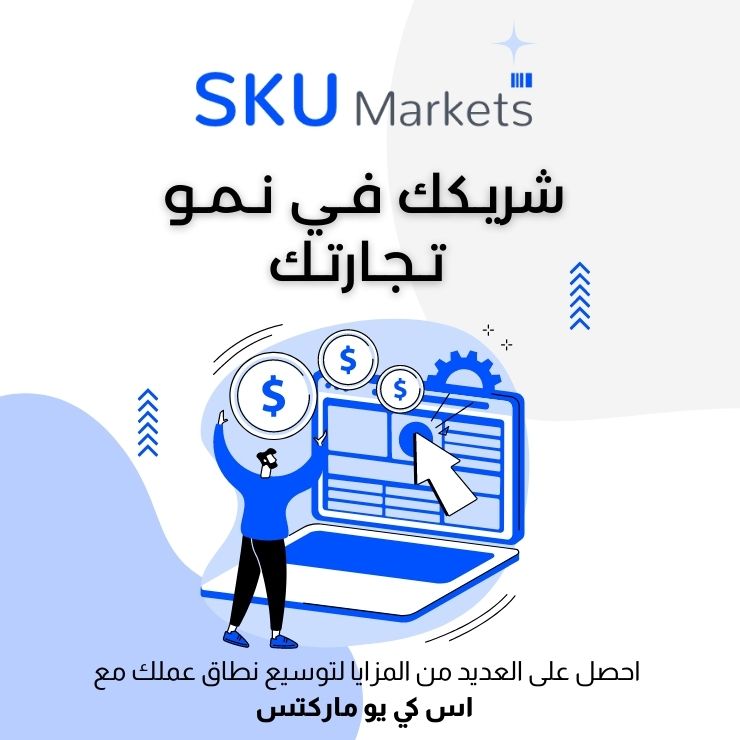 SKU Markets
شريكك في نمو
تجارتك
$
$
$
احصل على العديد من المزايا لتوسيع نطاق عملك مع
اس كي يو ماركتس